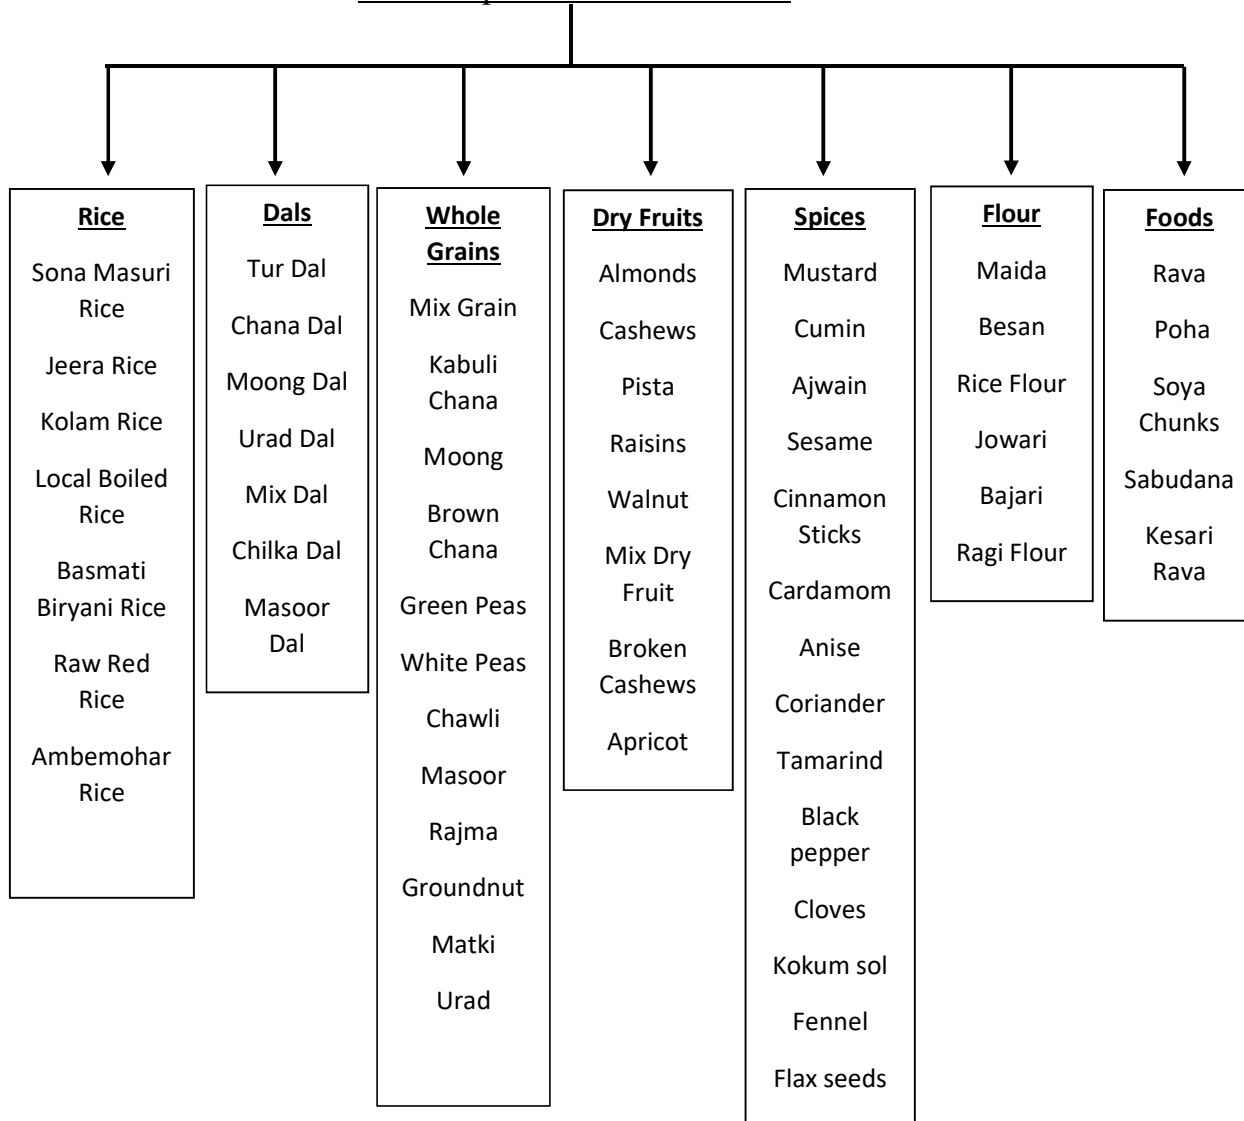 Rice
Sona Masuri
Rice
Jeera Rice
Kolam Rice
Local Boiled
Rice
Basmati
Biryani Rice
Raw Red
Rice
Ambemohar
Rice
Dals
Tur Dal
Chana Dal
Moong Dal
Urad Dal
Mix Dal
Chilka Dal
Masoor
Dal
Whole
Grains
Mix Grain
Kabuli
Chana
Moong
Brown
Chana
Green Peas
White Peas
Chawli
Masoor
Rajma
Groundnut
Matki
Urad
Dry Fruits
Almonds
Cashews
Pista
Raisins
Walnut
Mix Dry
Fruit
Broken
Cashews
Apricot
Spices
Mustard
Cumin
Ajwain
Sesame
Cinnamon
Sticks
Cardamom
Anise
Coriander
Tamarind
Black
pepper
Cloves
Kokum sol
Fennel
Flax seeds
Flour
Maida
Besan
Rice Flour
Jowari
Bajari
Ragi Flour
Foods
Rava
Poha
Soya
Chunks
Sabudana
Kesari
Rava